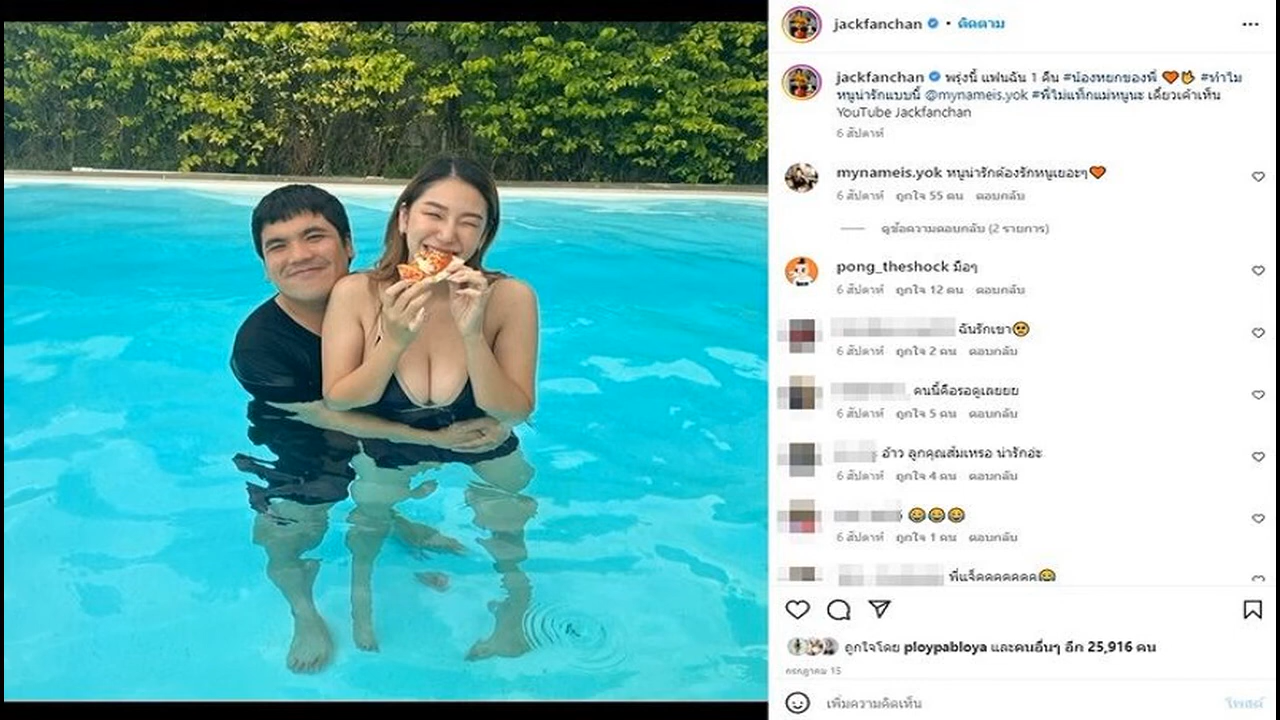 jackfanchan • ติดตาม
jackfanchan พรุ่งนี้ แฟนฉัน 1 คืน #น้องหยกของพี่ 🧡🤟 #ทำไม
หนูน่ารักแบบนี้ @mynameis.yok #พี่ไม่แท็กแม่หนูนะ เดี๋ยวเค้าเห็น
YouTube Jackfanchan
6 สัปดาห์
mynameis.yok หนูน่ารักต้องรักหนูเยอะๆ🧡
6 สัปดาห์ ถูกใจ 55 คน ตอบกลับ
ดูข้อความตอบกลับ (2 รายการ)
pong_theshock มือๆ
6 สัปดาห์ ถูกใจ 12 คน ตอบกลับ
ฉันรักเขา🥺
6 สัปดาห์ ถูกใจ 2 คน ตอบกลับ
คนนี้คือรอดูเลยยย
6 สัปดาห์ ถูกใจ 5 คน ตอบกลับ
อ้าว ลูกคุณส้มเหรอ น่ารักอ่ะ
6 สัปดาห์ ถูกใจ 4 คน ตอบกลับ
😂😂😂
6 สัปดาห์ ถูกใจ 1 คน ตอบกลับ
พี่แจ็คคคคคคคค😂
ถูกใจโดย ploypabloya และคนอื่นๆ อีก 25,916 คน
กรกฎาคม 15
เพิ่มความคิดเห็น
โพสต์